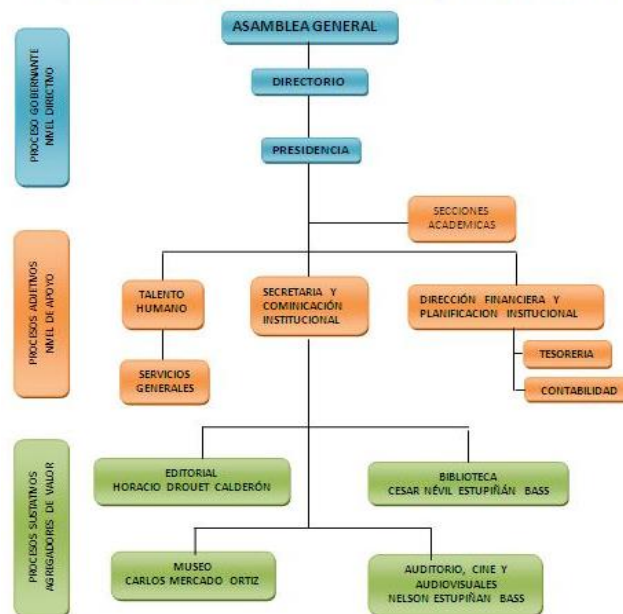 ASAMBLEA GENERAL
DIRECTORIO
PRESIDENCIA
PROCESO GOBERNANTE
NIVEL DIRECTIVO
SECCIONES
ACADEMICAS
TALENTO
HUMANO
SECRETARIA Y
COMINICACIÓN
INSTITUCIONAL
DIRECCIÓN FINANCIERA Y
PLANIFICACION INSITUCIONAL
SERVICIOS
GENERALES
TESORERIA
CONTABILIDAD
PROCESOS ADJETIVOS
NIVEL DE APOYO
EDITORIAL
HORACIO DROUET CALDERÓN
BIBLIOTECA
CESAR NÉVIL ESTUPIÑÁN BASS
MUSEO
CARLOS MERCADO ORTIZ
AUDITORIO, CINE Y
AUDIOVISUALES
NELSON ESTUPIÑAN BASS
PROCESOS SUSTATIVOS
AGREGADORES DE VALOR